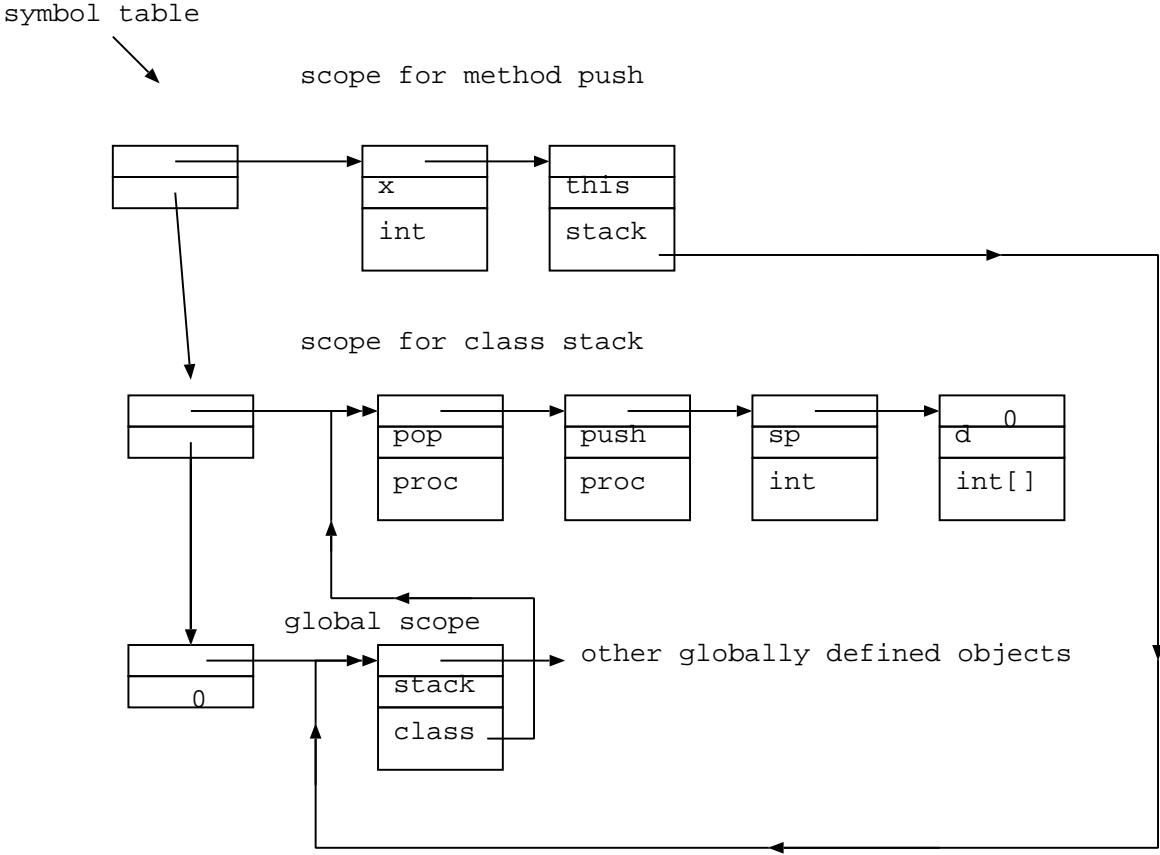 symbol table
scope for method push
x
this
int
stack
scope for class stack
0
pop
push
sp
d
proc
proc
int
int[]
global scope
other globally defined objects
stack
0
class